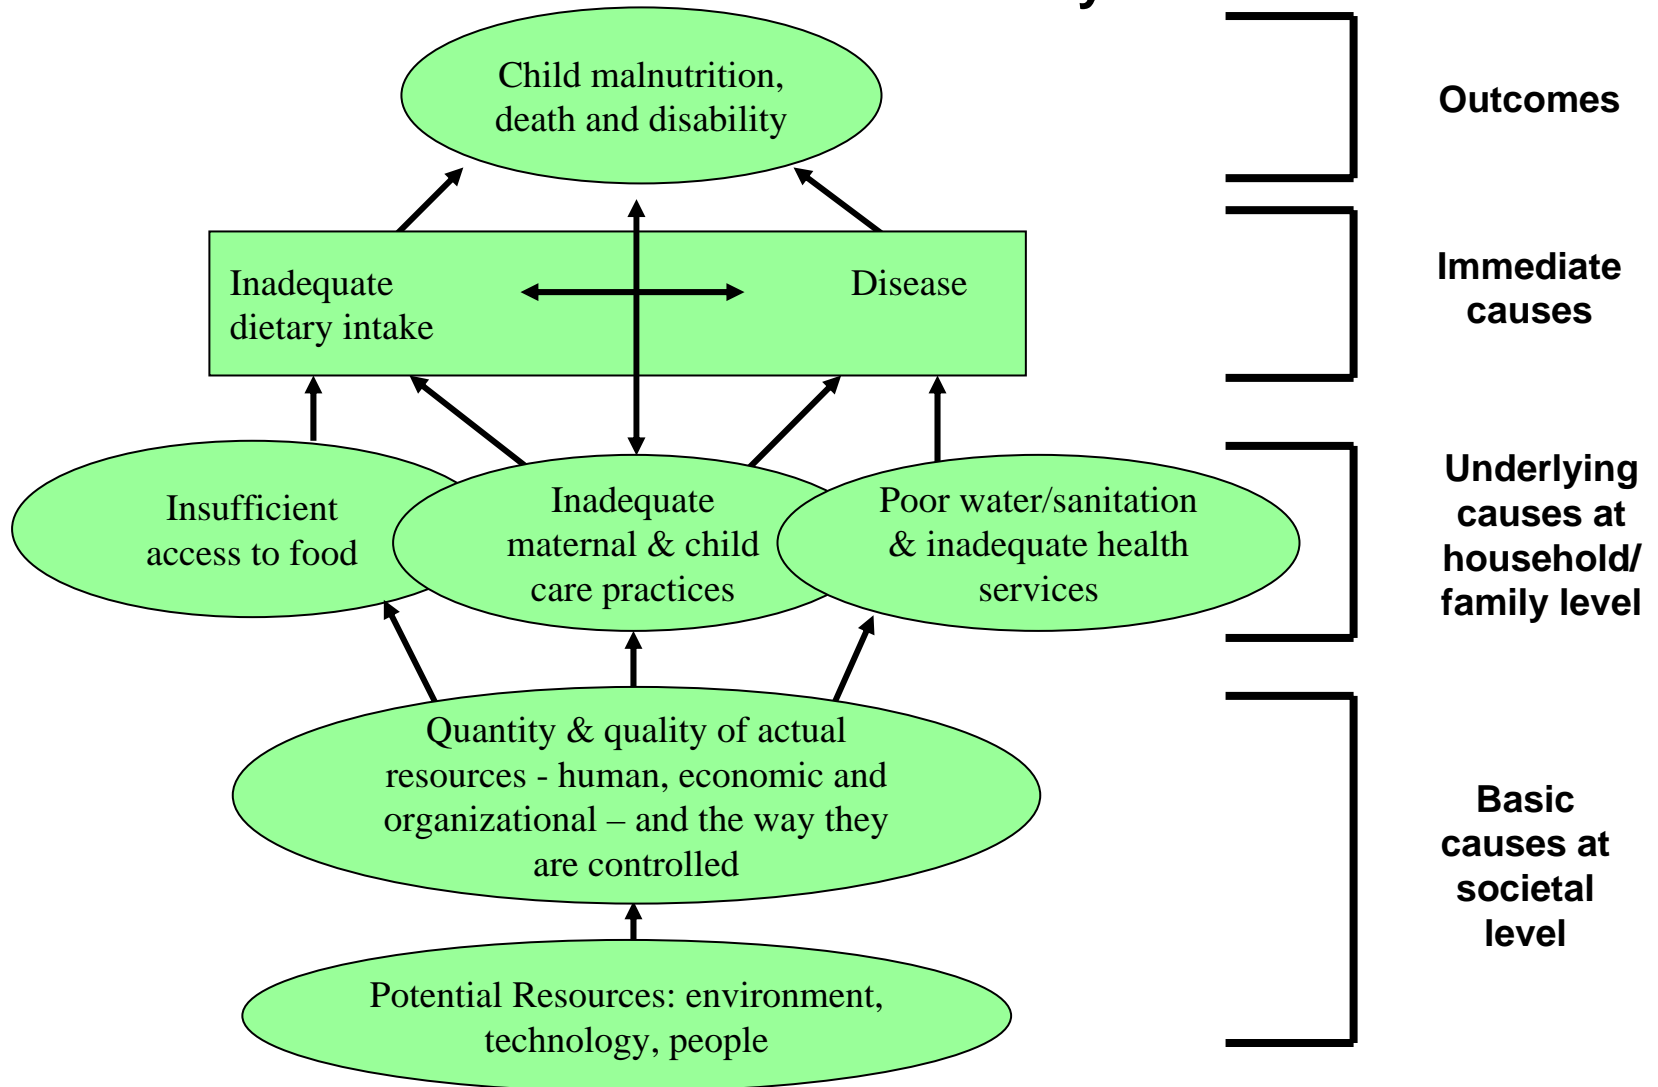 Child malnutrition,
death and disability
Outcomes
Inadequate
dietary intake
Disease
Immediate
causes
Insufficient
access to food
Inadequate
maternal & child
care practices
Poor water/sanitation
& inadequate health
services
Underlying
causes at
household/
family level
Quantity & quality of actual
resources - human, economic and
organizational – and the way they
are controlled
Potential Resources: environment,
technology, people
Basic
causes at
societal
level